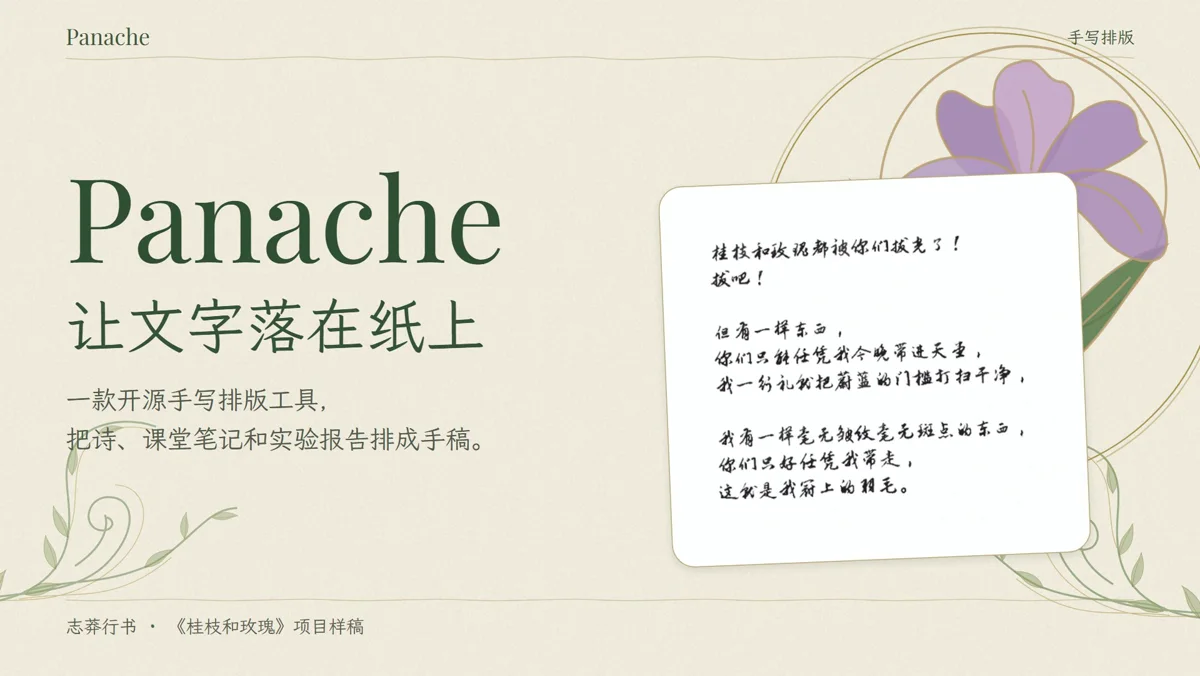 Panache
手写排版
Panache
让文字落在纸上
一款开源手写排版工具，
把诗、课堂笔记和实验报告排成手稿。
桂枝和玫瑰都被你们拔光了！
拔吧！
但有一样东西，
你们只能任凭我今晚带进天堂，
我一行礼就把蔚蓝的门槛打扫干净，
我有一样毫无皱纹毫无斑点的东西，
你们只好任凭我带走，
这就是我冠上的羽毛。
志莽行书 · 《桂枝和玫瑰》项目样稿